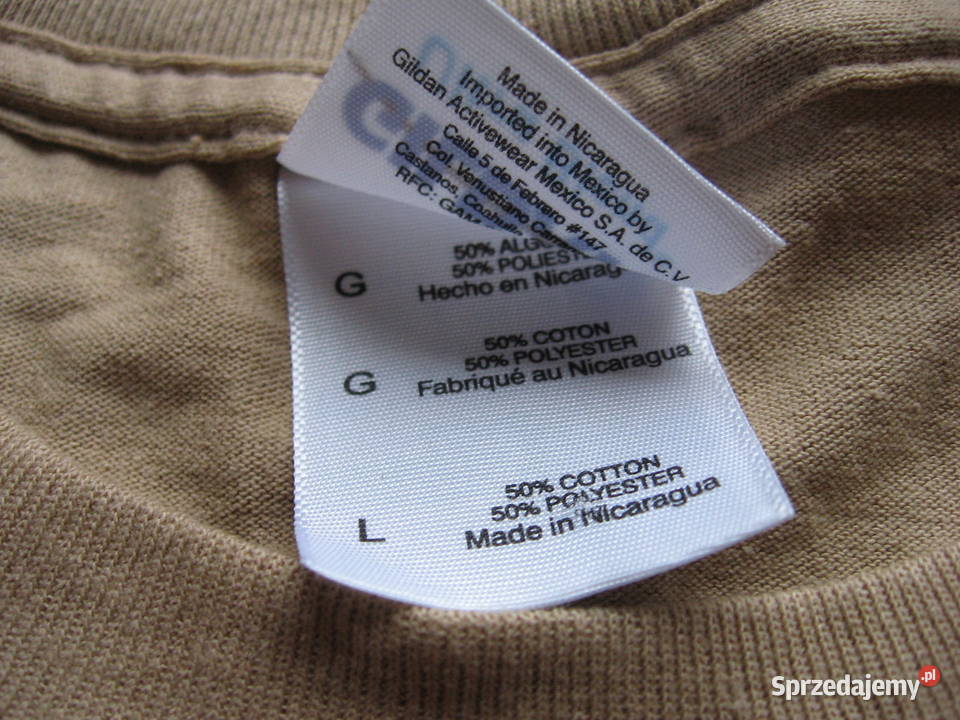 Made in Nicaragua
Imported into Mexico by
Gildan Activewear Mexico S.A. de C.V.
Calle 5 de Febrero #147
Col. Venustiano
Castanos, Coahuila
RFC:
50%
50% POLIEST
G
Hecho en Nicarag
50% COTON
50% POLYESTER
G
Fabriqué au Nicaragua
50% COTTON
50% POLYESTER
L
Made in Nicaragua
Sprzedajemy.pl